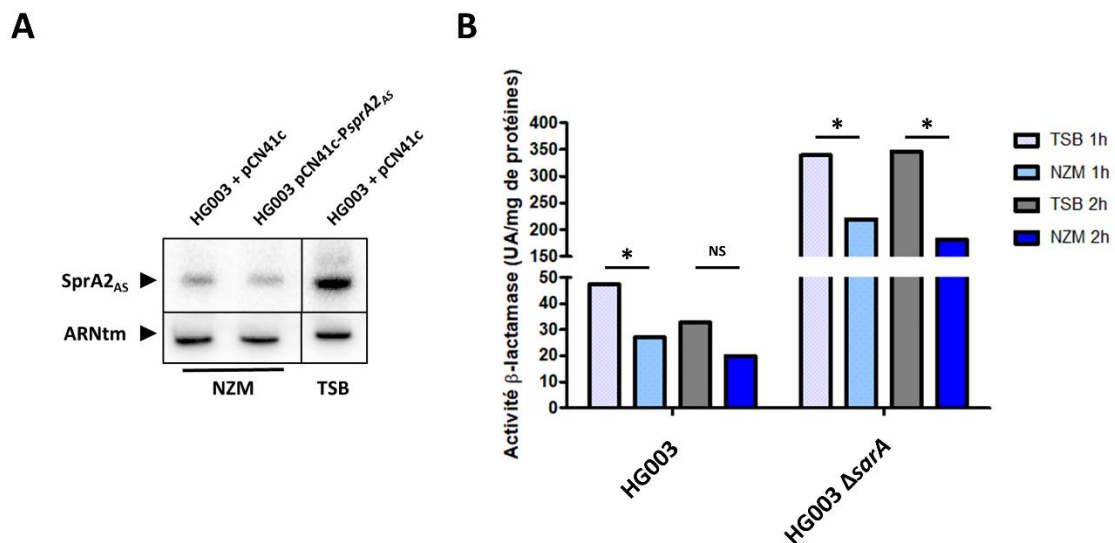 A
HG003 + pCN41c
HG003 pCN41c-PsprA2AS
HG003 + pCN41c
SprA2AS
ARNtm
NZM
TSB
B
Activité β-lactamase (UA/mg de protéines)
400
350
300
250
200
150
50
40
30
20
10
0
*
NS
*
*
HG003
HG003 ΔsarA
TSB 1h
NZM 1h
TSB 2h
NZM 2h